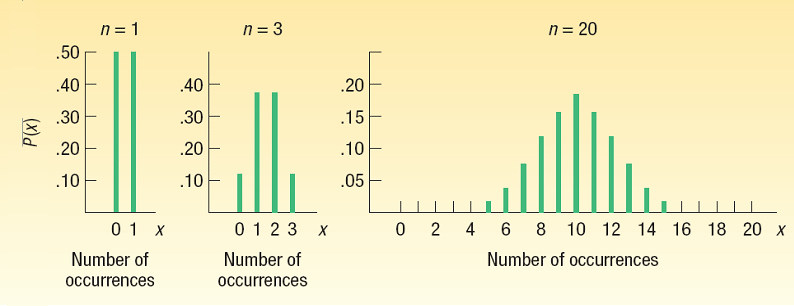 n = 1
n = 3
n = 20
P(x)
.50
.40
.30
.20
.10
0 1 x
Number of
occurrences
.40
.30
.20
.10
0 1 2 3 x
Number of
occurrences
.20
.15
.10
.05
0 2 4 6 8 10 12 14 16 18 20 x
Number of occurrences